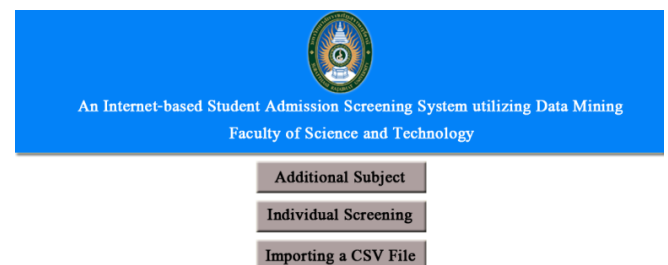 An Internet-based Student Admission Screening System utilizing Data Mining
Faculty of Science and Technology
Additional Subject
Individual Screening
Importing a CSV File